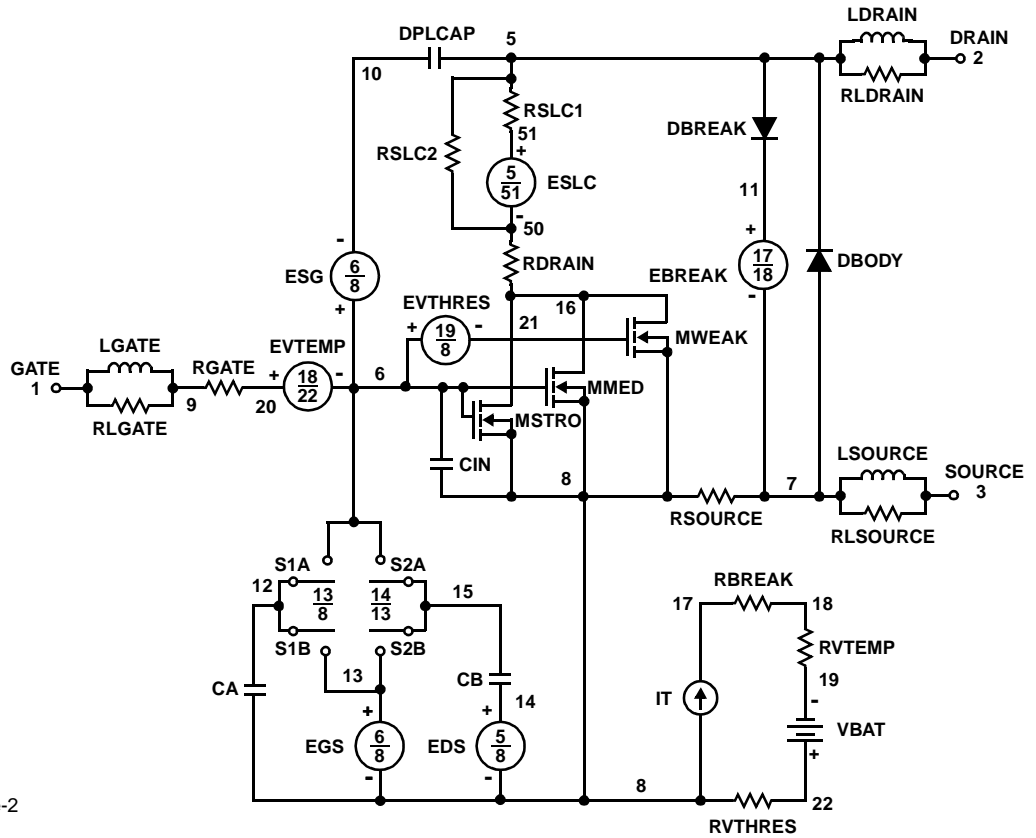 LDRAIN
DPLCAP
5
DRAIN
2
10
RLDRAIN
RSLC1
DBREAK
51
+
RSLC2
5
51
ESLC
11
-
50
-
+
17
18
RDRAIN
EBREAK
DBODY
ESG
6
8
EVTHRES
16
-
+
+
19
8
-
21
MWEAK
LGATE
EVTEMP
GATE
1
RGATE
+
18
22
-
6
MMED
9
20
MSTRO
RLGATE
LSOURCE
CIN
8
7
SOURCE
3
RSOURCE
RLSOURCE
S1A
S2A
RBREAK
12
13
8
14
13
15
17
18
S1B
S2B
RVTEMP
13
CB
19
CA
14
IT
-
+
+
VBAT
EGS
6
8
EDS
5
8
+
-
-
8
22
-2
RVTHRES